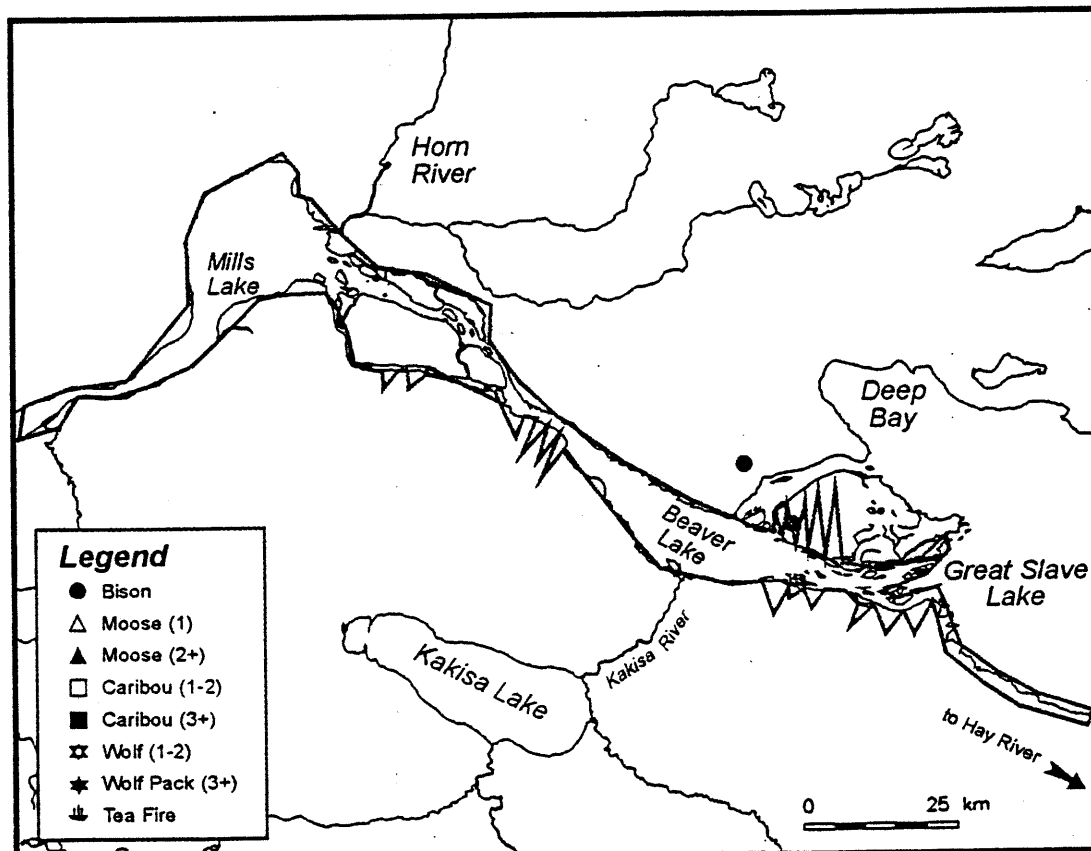 Horn
River
Mills
Lake
Deep
Bay
Beaver
Lake
Great Slave
Lake
Kakisa River
Kakisa Lake
to Hay River
0 25 km
Legend
Bison
Moose (1)
Moose (2+)
Caribou (1-2)
Caribou (3+)
Wolf (1-2)
Wolf Pack (3+)
Tea Fire